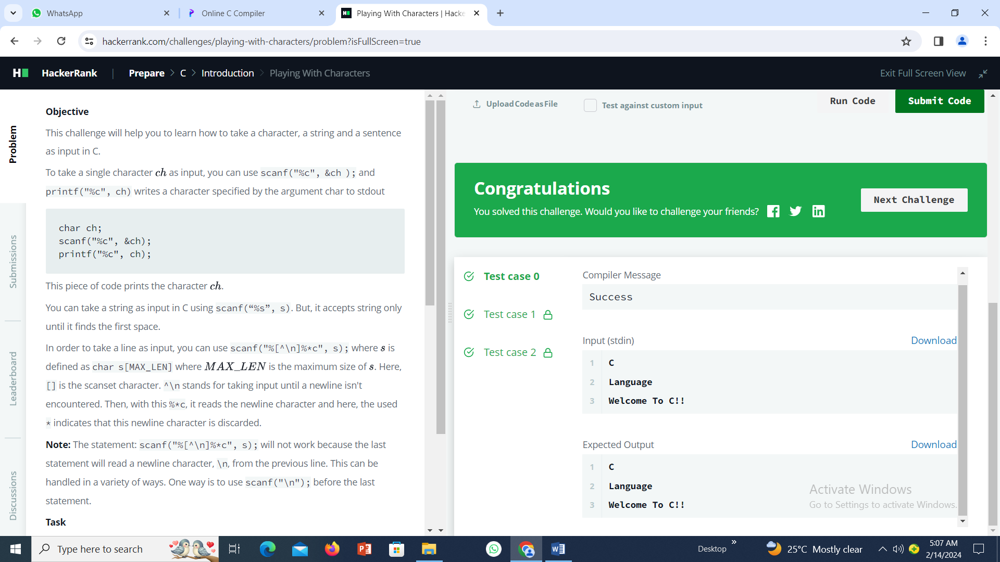 WhatsApp
Online C Compiler
Playing With Characters | Hacke
hackerrank.com/challenges/playing-with-characters/problem?isFullScreen=true
H
HackerRank | Prepare > C > Introduction > Playing With Characters
Exit Full Screen View
Problem
Submissions
Leaderboard
Discussions
Objective
This challenge will help you to learn how to take a character, a string and a sentence
as input in C.
To take a single character ch as input, you can use scanf("%c", &ch ); and
printf("%c", ch) writes a character specified by the argument char to stdout
char ch;
scanf("%c", &ch);
printf("%c", ch);
This piece of code prints the character ch.
You can take a string as input in C using scanf(“%s”, s). But, it accepts string only
until it finds the first space.
In order to take a line as input, you can use scanf("%[^\n]%*c", s); where s is
defined as char s[MAX_LEN] where MAX_LEN is the maximum size of s. Here,
[] is the scanset character. ^\n stands for taking input until a newline isn't
encountered. Then, with this %*c, it reads the newline character and here, the used
* indicates that this newline character is discarded.
Note: The statement: scanf("%[^\n]%*c", s); will not work because the last
statement will read a newline character, \n, from the previous line. This can be
handled in a variety of ways. One way is to use scanf("\n"); before the last
statement.
Task
Upload Code as File
Test against custom input
Run Code
Submit Code
Congratulations
You solved this challenge. Would you like to challenge your friends?
Next Challenge
Test case 0
Test case 1
Test case 2
Compiler Message
Success
Input (stdin)
Download
1 C
2 Language
3 Welcome To C!!
Expected Output
Download
1 C
2 Language
3 Welcome To C!!
Activate Windows
Go to Settings to activate Windows.
Type here to search
Desktop
25°C Mostly clear
5:07 AM
2/14/2024